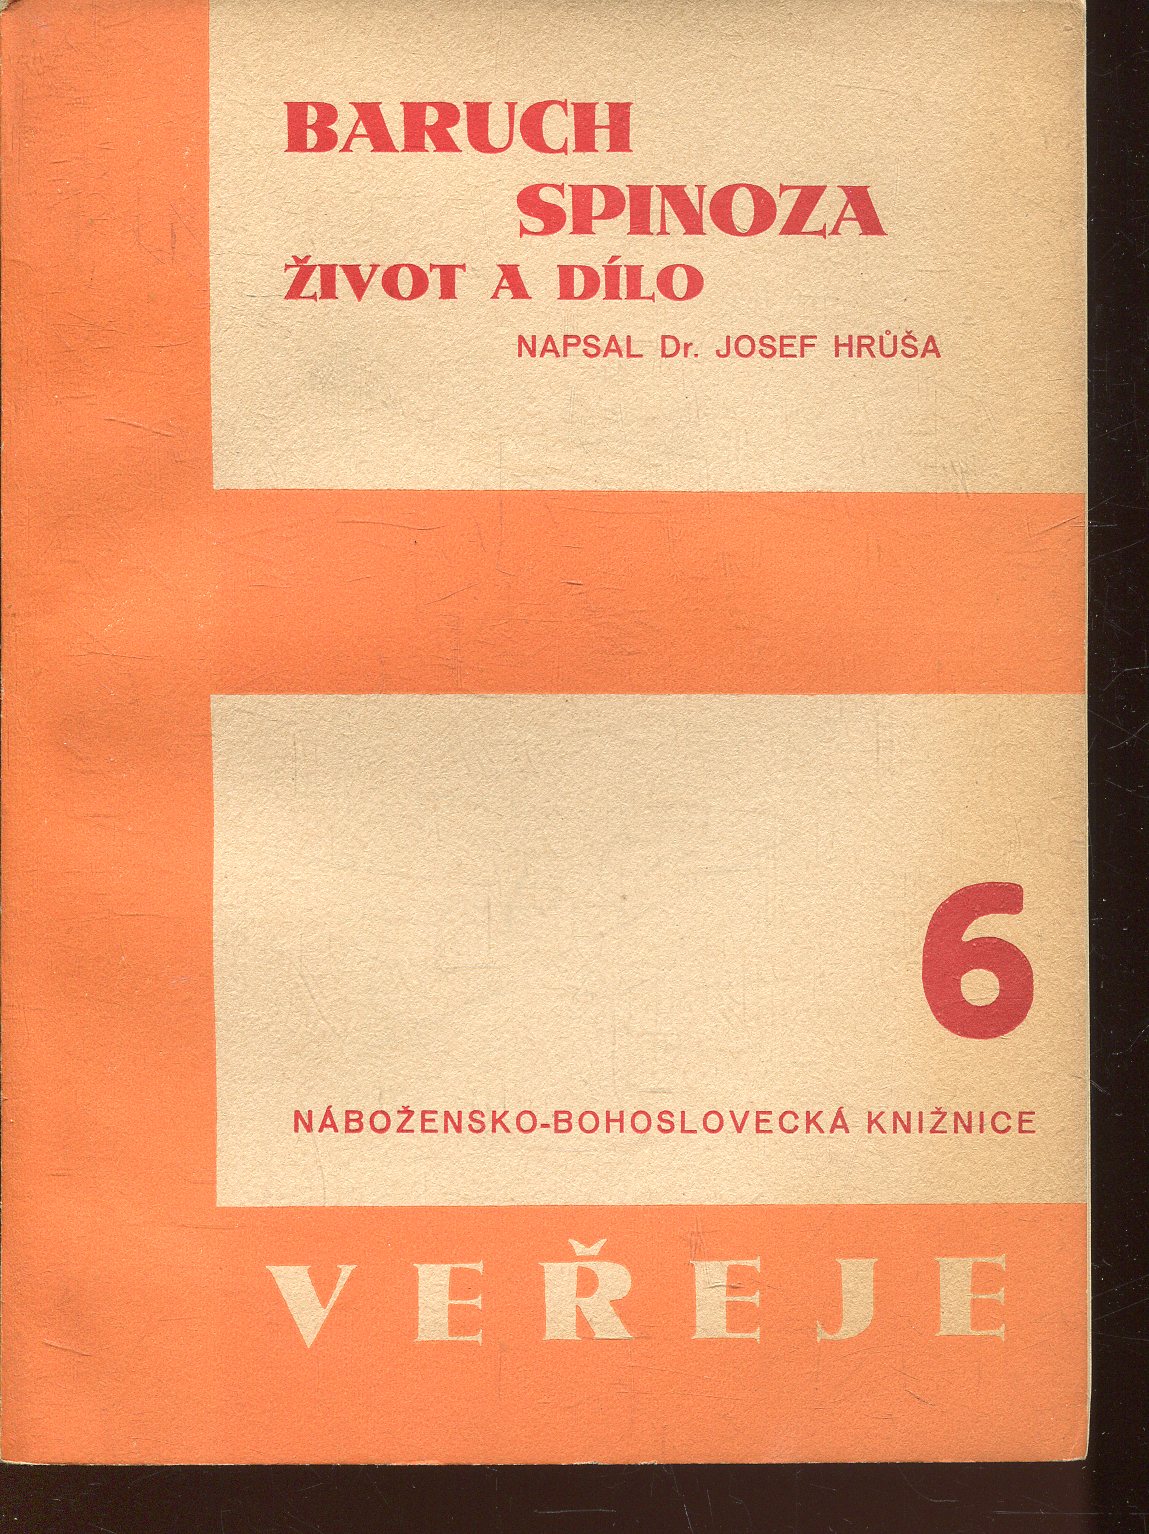 BARUCH
SPINOZA
ŽIVOT A DÍLO
NAPSAL Dr. JOSEF HRŮŠA
6
NÁBOŽENSKO-BOHOSLOVECKÁ KNIŽNICE
VEŘEJE